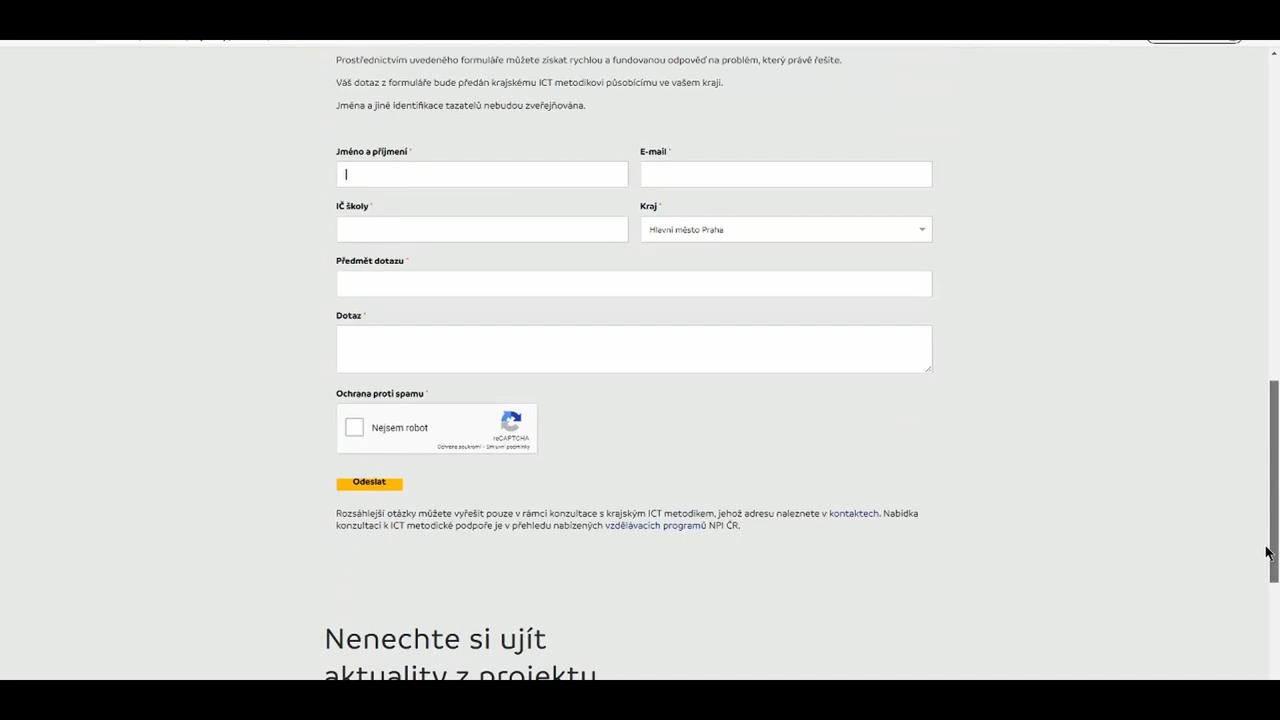 Prostřednictvím uvedeného formuláře můžete získat rychlou a fundovanou odpověď na problém, který právě řešíte.
Váš dotaz z formuláře bude předán krajskému ICT metodikovi působícímu ve vašem kraji.
Jména a jiné identifikace tazatelů nebudou zveřejňována.
Jméno a příjmení *
E-mail *
IČ školy *
Kraj *
Hlavní město Praha
Předmět dotazu *
Dotaz *
Ochrana proti spamu *
Nejsem robot
reCAPTCHA
Ochrana soukromí - Smluvní podmínky
Odeslat
Rozsáhlejší otázky můžete vyřešit pouze v rámci konzultace s krajským ICT metodikem, jehož adresu naleznete v kontaktech. Nabídka
konzultací k ICT metodické podpoře je v přehledu nabízených vzdělávacích programů NPI ČR.
Nenechte si ujít
aktuality z projektu